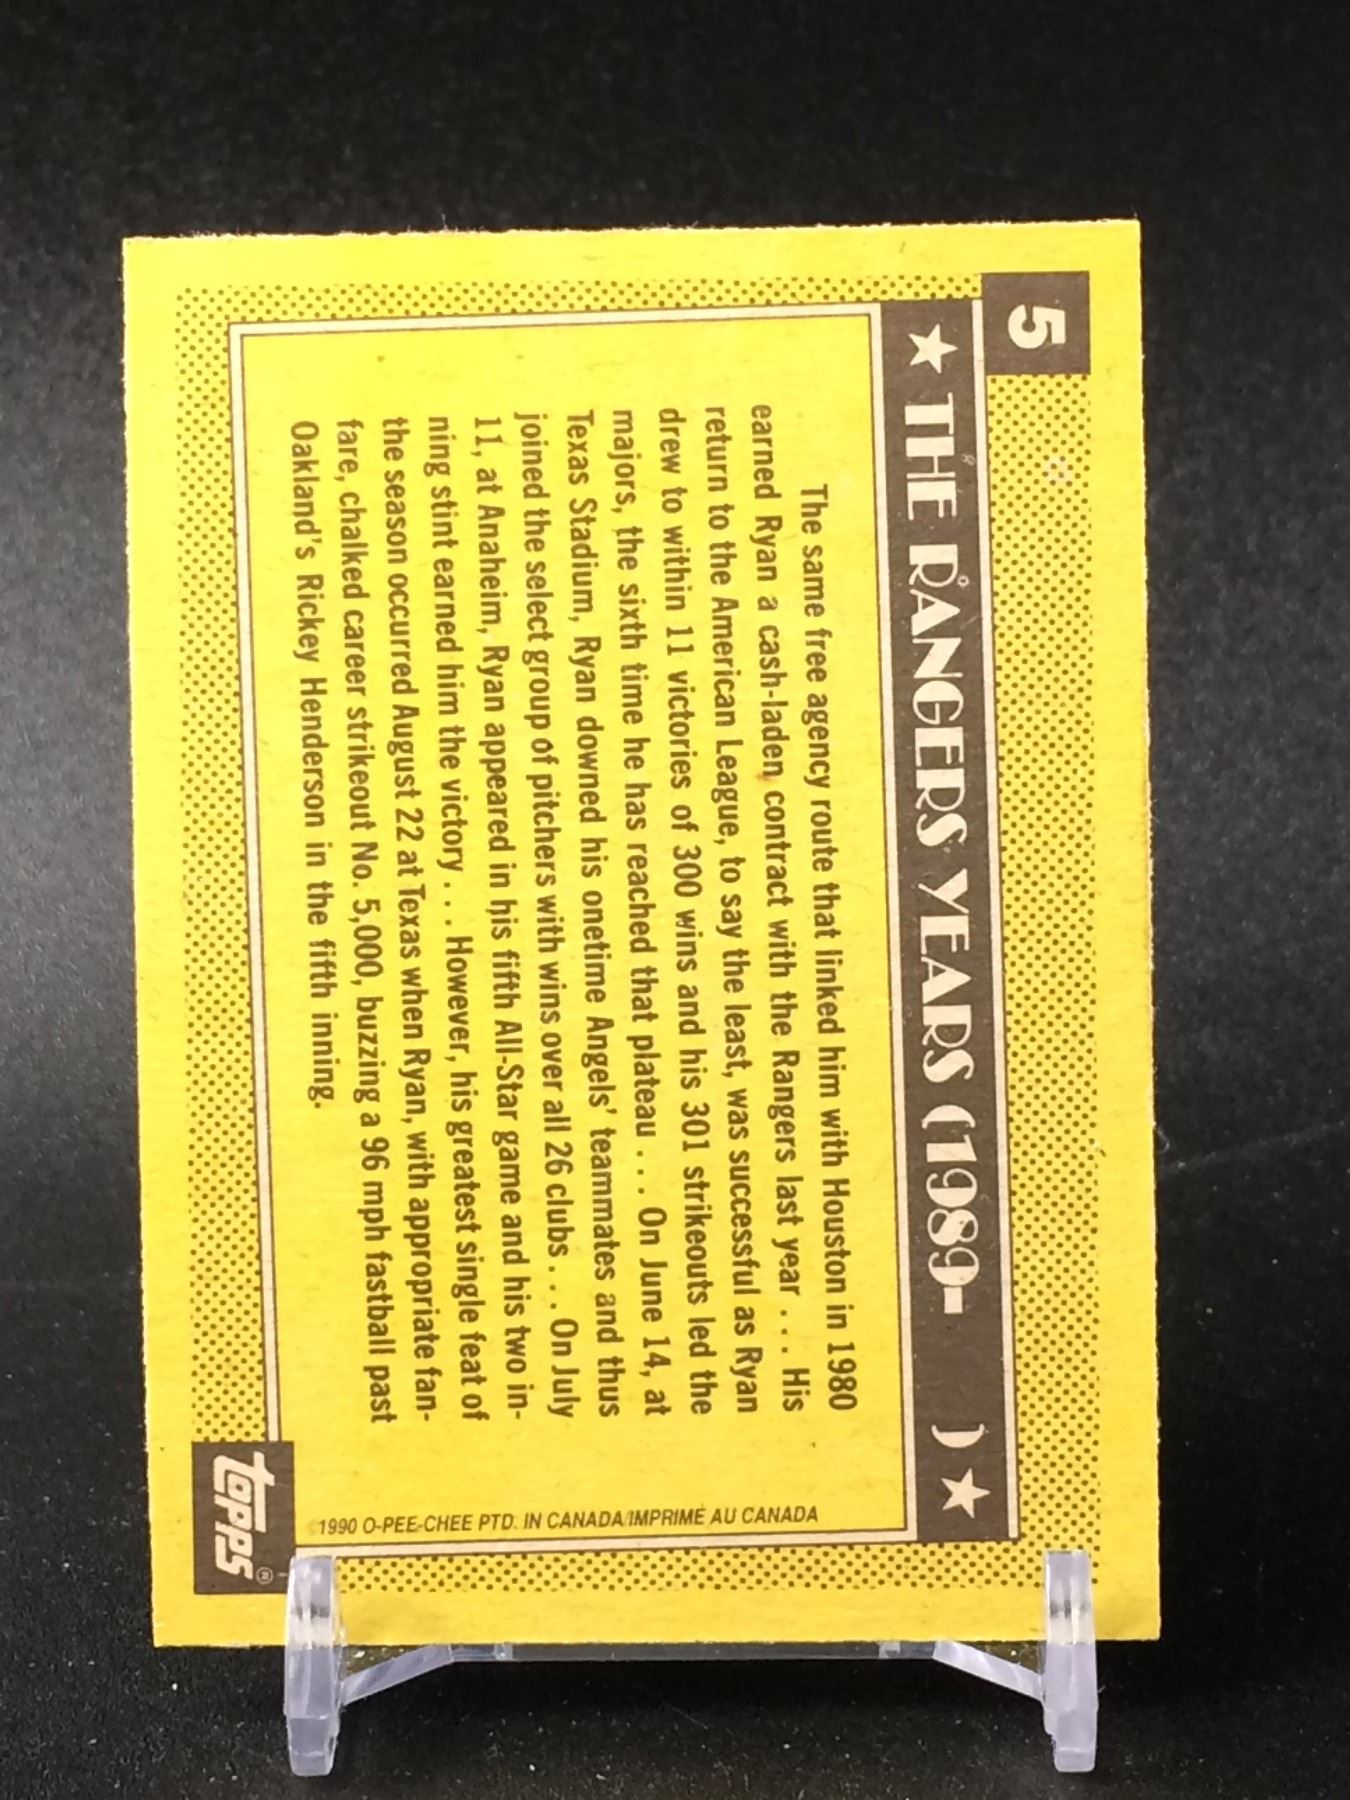 5
★ THE RANGERS YEARS (1989- ) ★
The same free agency route that linked him with Houston in 1980
earned Ryan a cash-laden contract with the Rangers last year . . . His
return to the American League, to say the least, was successful as Ryan
drew to within 11 victories of 300 wins and his 301 strikeouts led the
majors, the sixth time he has reached that plateau . . . On June 14, at
Texas Stadium, Ryan downed his onetime Angels' teammates and thus
joined the select group of pitchers with wins over all 26 clubs . . . On July
11, at Anaheim, Ryan appeared in his fifth All-Star game and his two in-
ning stint earned him the victory . . . However, his greatest single feat of
the season occurred August 22 at Texas when Ryan, with appropriate fan-
fare, chalked career strikeout No. 5,000, buzzing a 96 mph fastball past
Oakland's Rickey Henderson in the fifth inning.
1990 O-PEE-CHEE PTD. IN CANADA/IMPRIMÉ AU CANADA
topps®